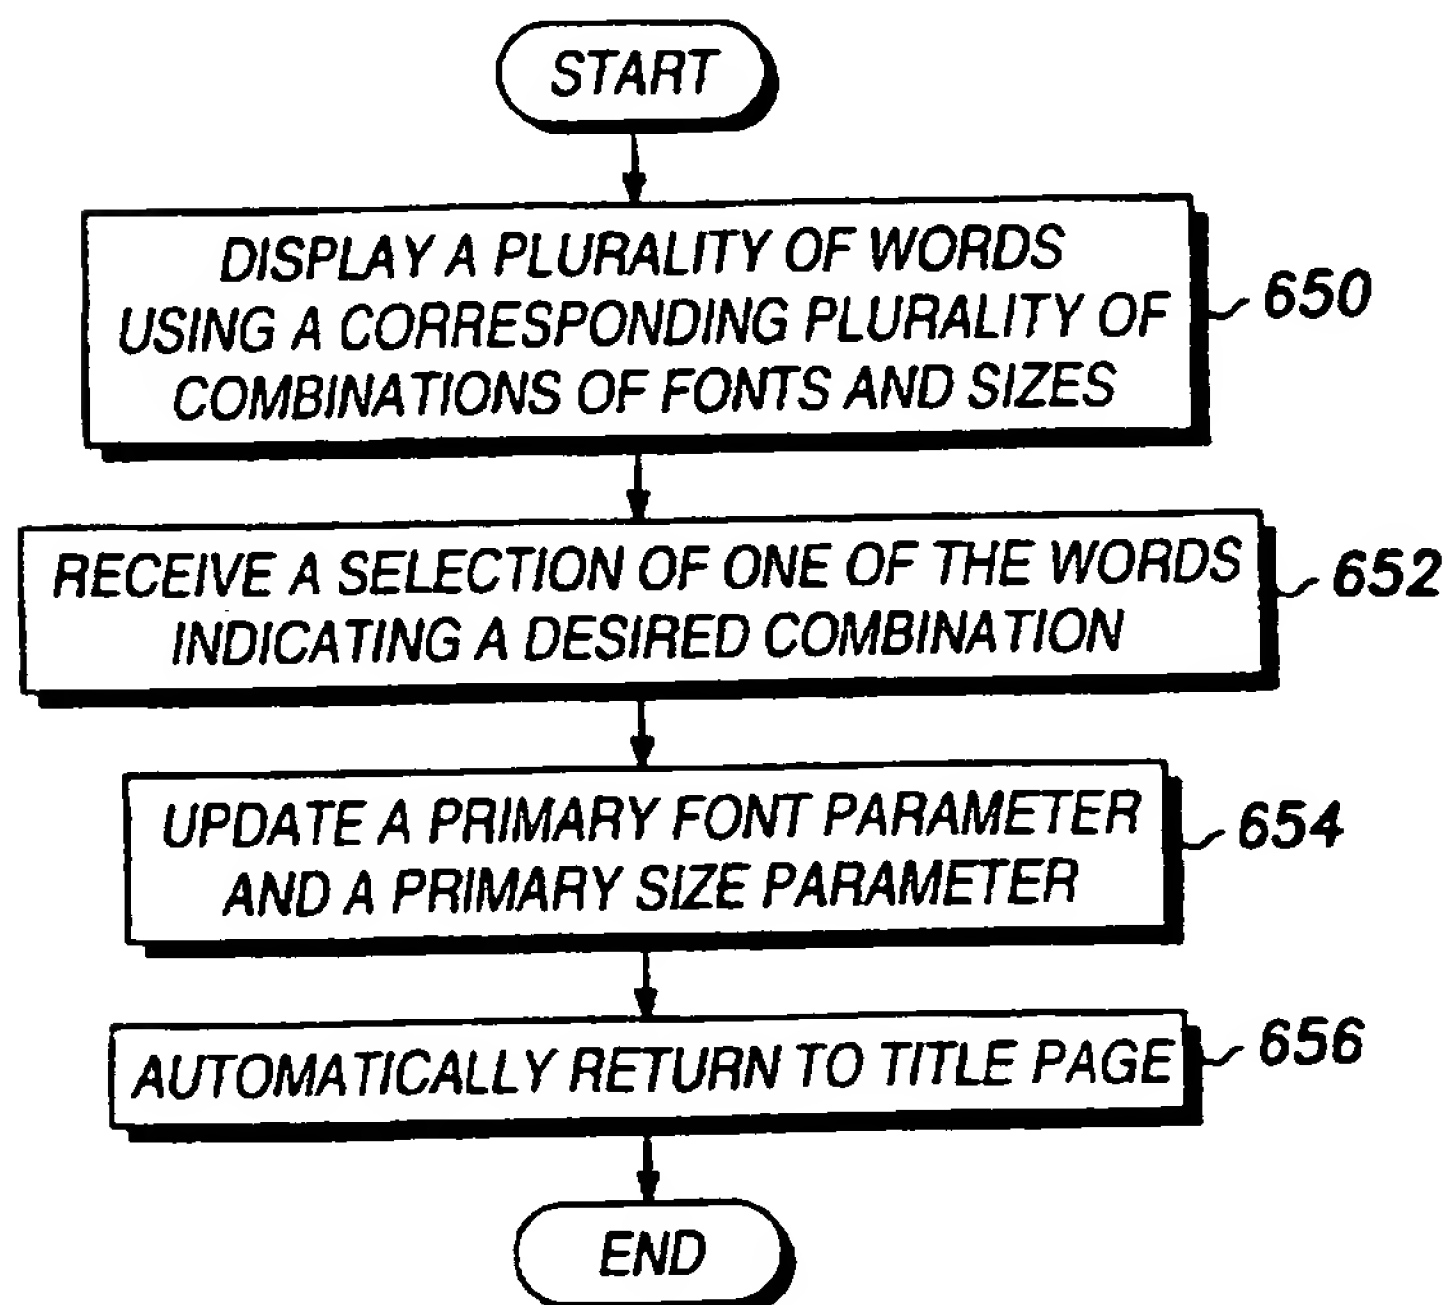 START
DISPLAY A PLURALITY OF WORDS
USING A CORRESPONDING PLURALITY OF
COMBINATIONS OF FONTS AND SIZES
650
RECEIVE A SELECTION OF ONE OF THE WORDS
INDICATING A DESIRED COMBINATION
652
UPDATE A PRIMARY FONT PARAMETER
AND A PRIMARY SIZE PARAMETER
654
AUTOMATICALLY RETURN TO TITLE PAGE
656
END